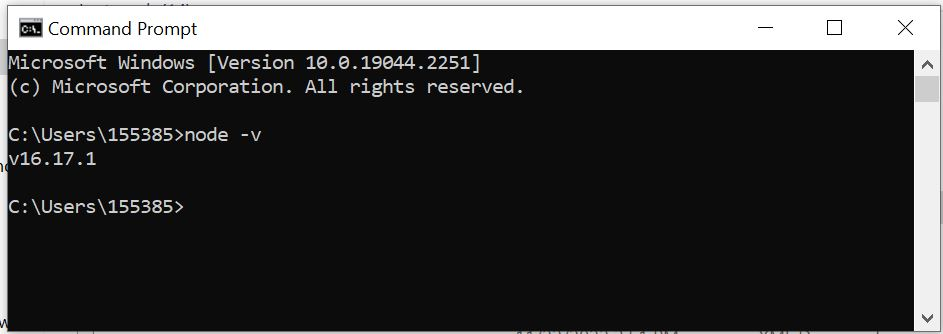 Command Prompt
Microsoft Windows [Version 10.0.19044.2251]
(c) Microsoft Corporation. All rights reserved.
C:\Users\155385>node -v
v16.17.1
C:\Users\155385>